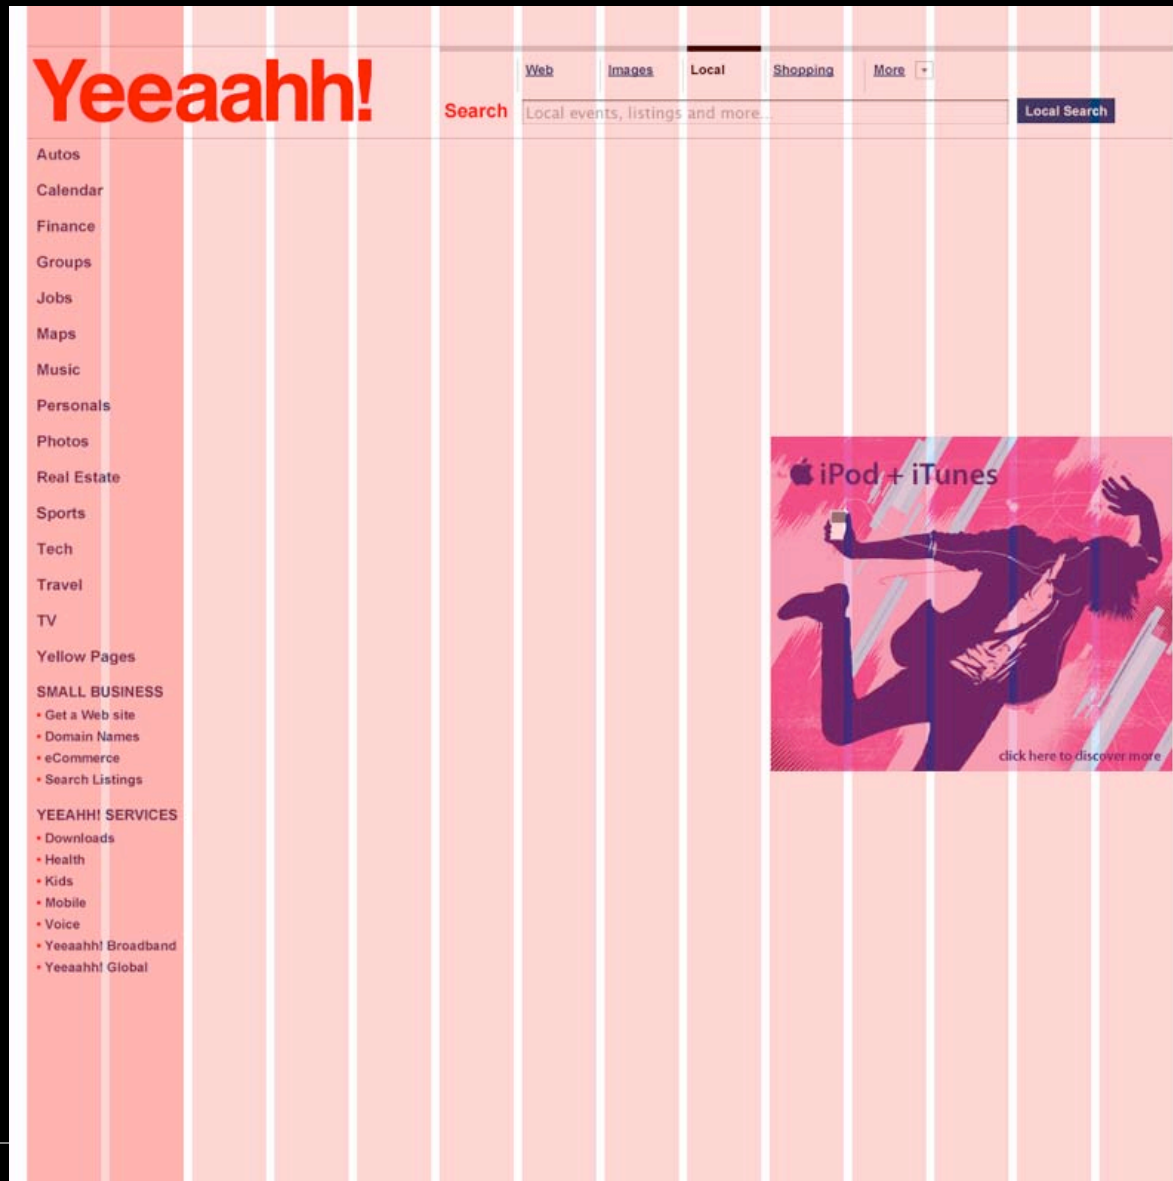 Yeeaahh!
Web Images Local Shopping More
Search Local events, listings and more... Local Search
Autos
Calendar
Finance
Groups
Jobs
Maps
Music
Personals
Photos
Real Estate
Sports
Tech
Travel
TV
Yellow Pages
SMALL BUSINESS
• Get a Web site
• Domain Names
• eCommerce
• Search Listings
YEEAHH! SERVICES
• Downloads
• Health
• Kids
• Mobile
• Voice
• Yeeaahh! Broadband
• Yeeaahh! Global
iPod + iTunes
click here to discover more